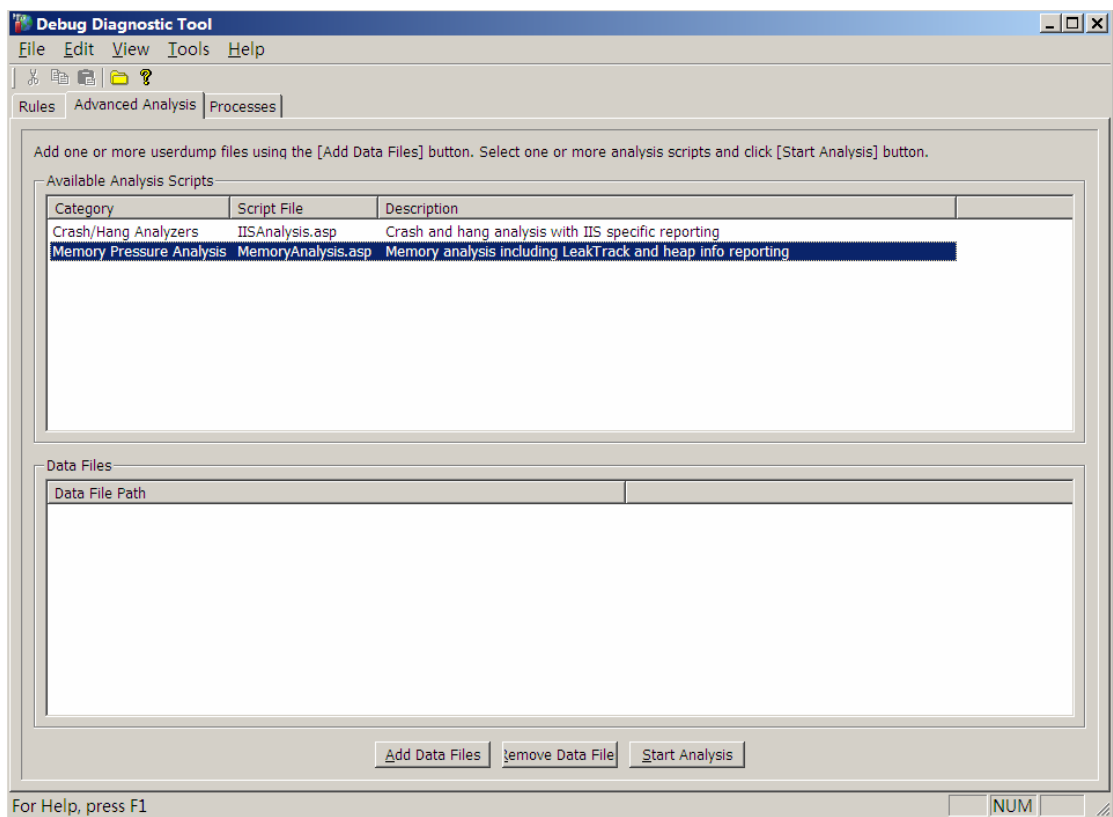 Debug Diagnostic Tool
File Edit View Tools Help
Rules Advanced Analysis Processes
Add one or more userdump files using the [Add Data Files] button. Select one or more analysis scripts and click [Start Analysis] button.
Available Analysis Scripts
Category Script File Description
Crash/Hang Analyzers IISAnalysis.asp Crash and hang analysis with IIS specific reporting
Memory Pressure Analysis MemoryAnalysis.asp Memory analysis including LeakTrack and heap info reporting
Data Files
Data File Path
Add Data Files Remove Data File Start Analysis
For Help, press F1 NUM